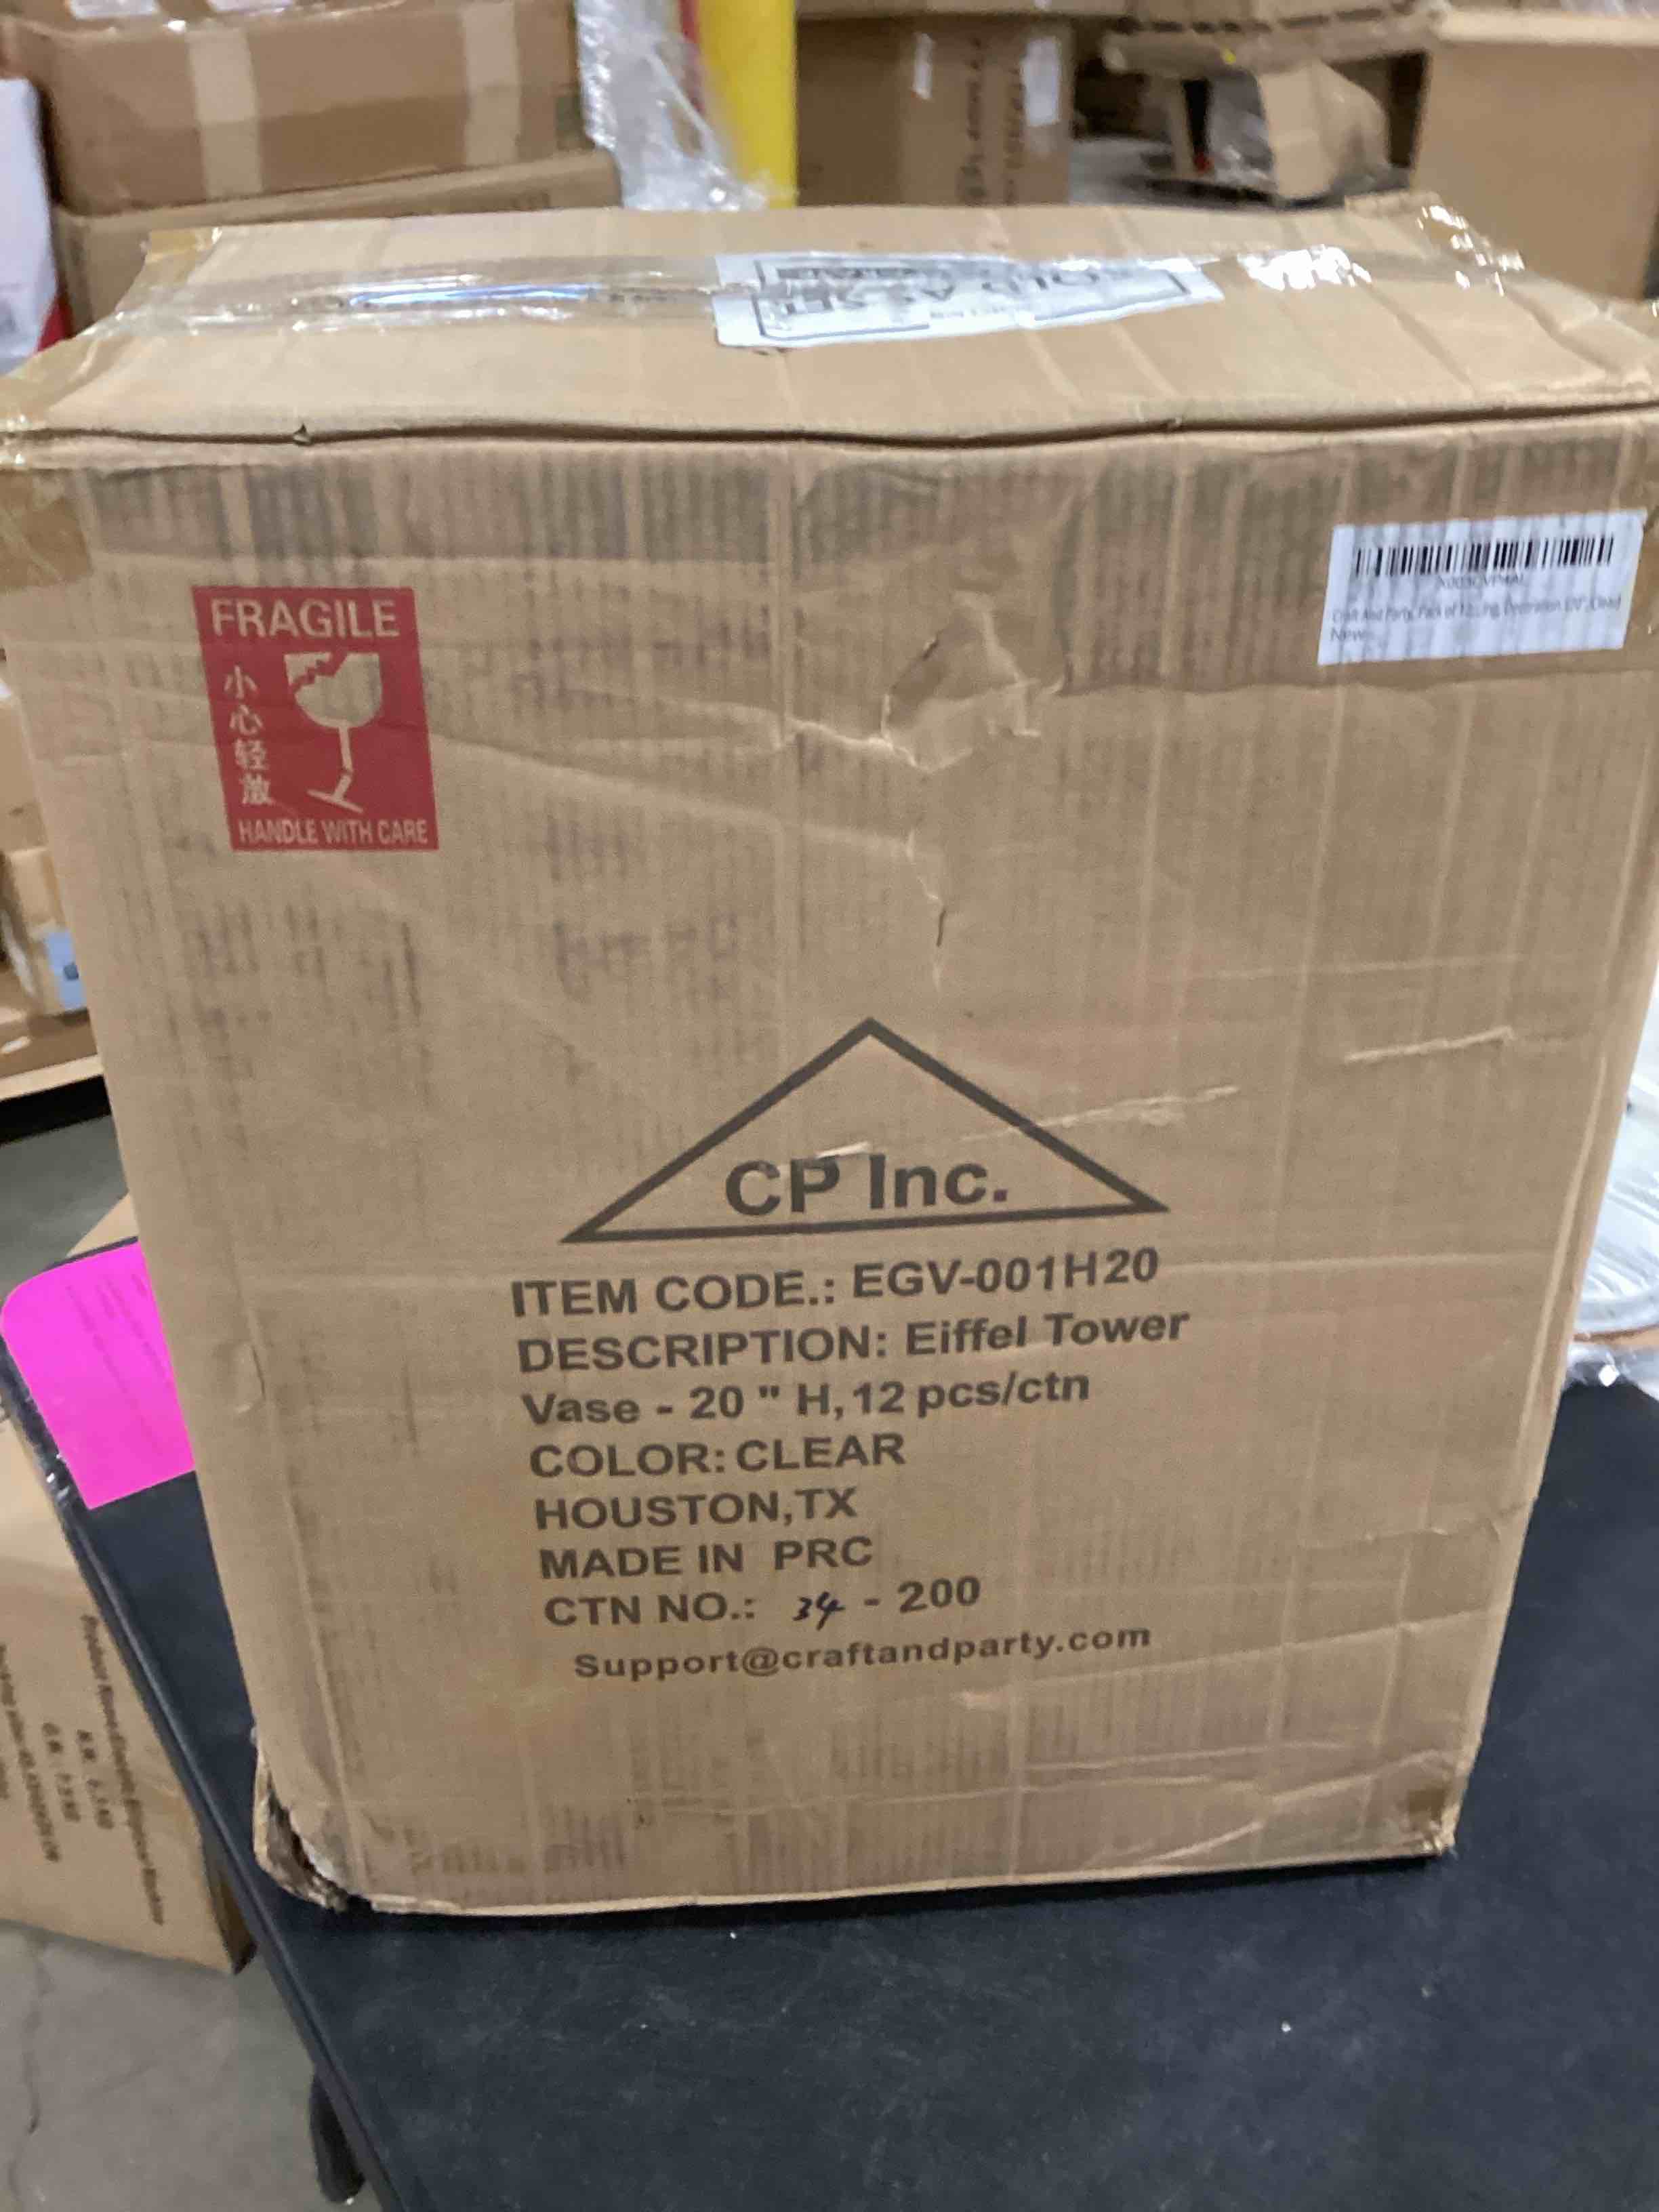 FRAGILE
小心轻放
HANDLE WITH CARE
New
CP Inc.
ITEM CODE.: EGV-001H20
DESCRIPTION: Eiffel Tower
Vase - 20 " H, 12 pcs/ctn
COLOR: CLEAR
HOUSTON, TX
MADE IN PRC
CTN NO.: 34 - 200
Support@craftandparty.com